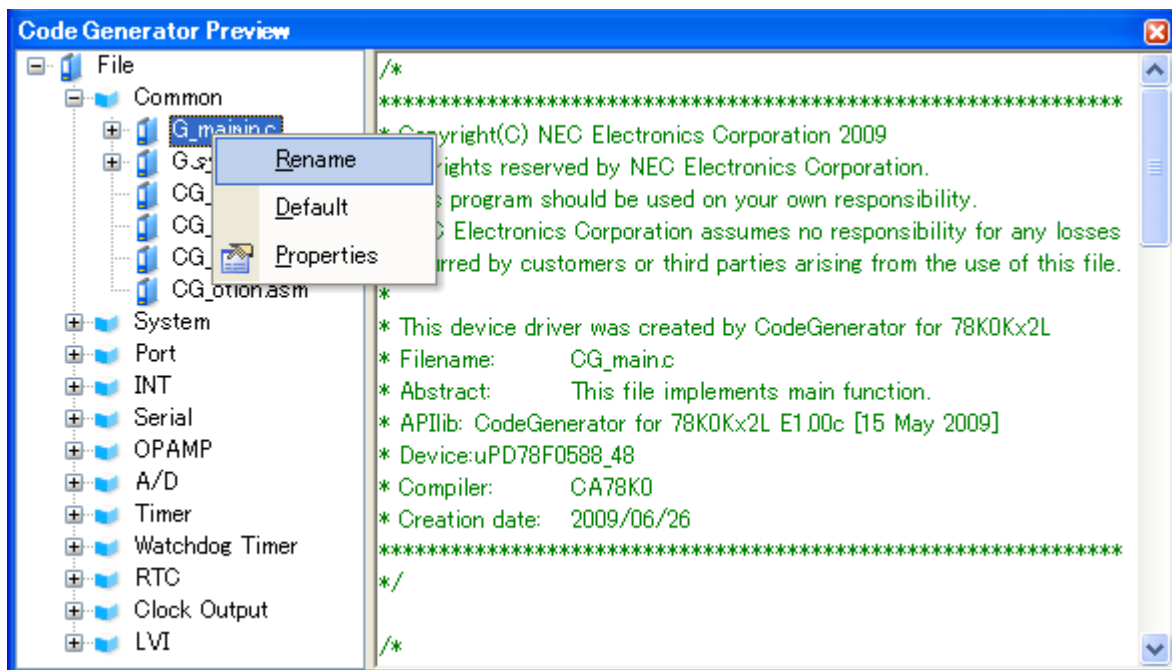 Code Generator Preview
File
Common
G_mainin.c
CG_
CG_
CG_
CG_otion.asm
System
Port
INT
Serial
OPAMP
A/D
Timer
Watchdog Timer
RTC
Clock Output
LVI
Rename
Default
Properties
/*
****************************************************************
* Copyright(C) NEC Electronics Corporation 2009
rights reserved by NEC Electronics Corporation.
s program should be used on your own responsibility.
C Electronics Corporation assumes no responsibility for any losses
urred by customers or third parties arising from the use of this file.
*
* This device driver was created by CodeGenerator for 78K0Kx2L
* Filename: CG_main.c
* Abstract: This file implements main function.
* APIlib: CodeGenerator for 78K0Kx2L E1.00c [15 May 2009]
* Device:uPD78F0588_48
* Compiler: CA78K0
* Creation date: 2009/06/26
****************************************************************
*/
/*